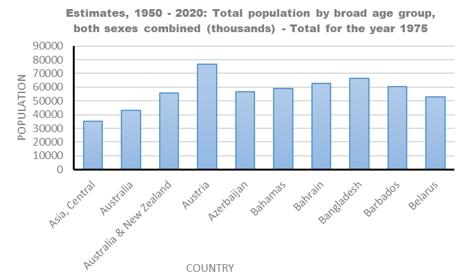 Estimates, 1950 - 2020: Total population by broad age group,
both sexes combined (thousands) - Total for the year 1975
90000
80000
70000
60000
50000
40000
30000
20000
10000
0
POPULATION
Asia, Central
Australia
Australia & New Zealand
Austria
Azerbaijan
Bahamas
Bahrain
Bangladesh
Barbados
Belarus
COUNTRY